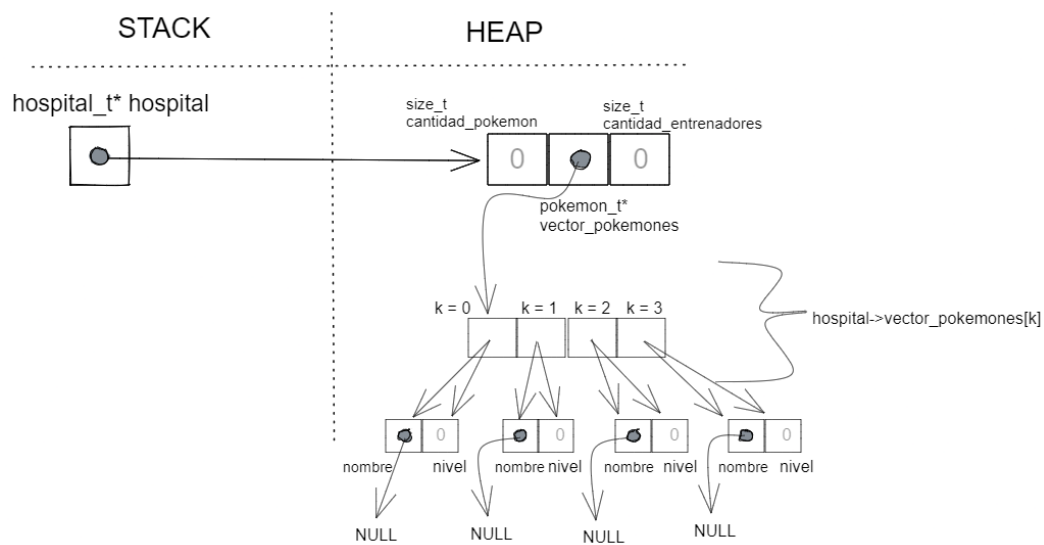 STACK
HEAP
hospital_t* hospital
size_t
cantidad_pokemon
size_t
cantidad_entrenadores
0
0
pokemon_t*
vector_pokemones
k = 0
k = 1
k = 2
k = 3
hospital->vector_pokemones[k]
0
0
0
0
nombre
nivel
nombre
nivel
nombre
nivel
nombre
nivel
NULL
NULL
NULL
NULL